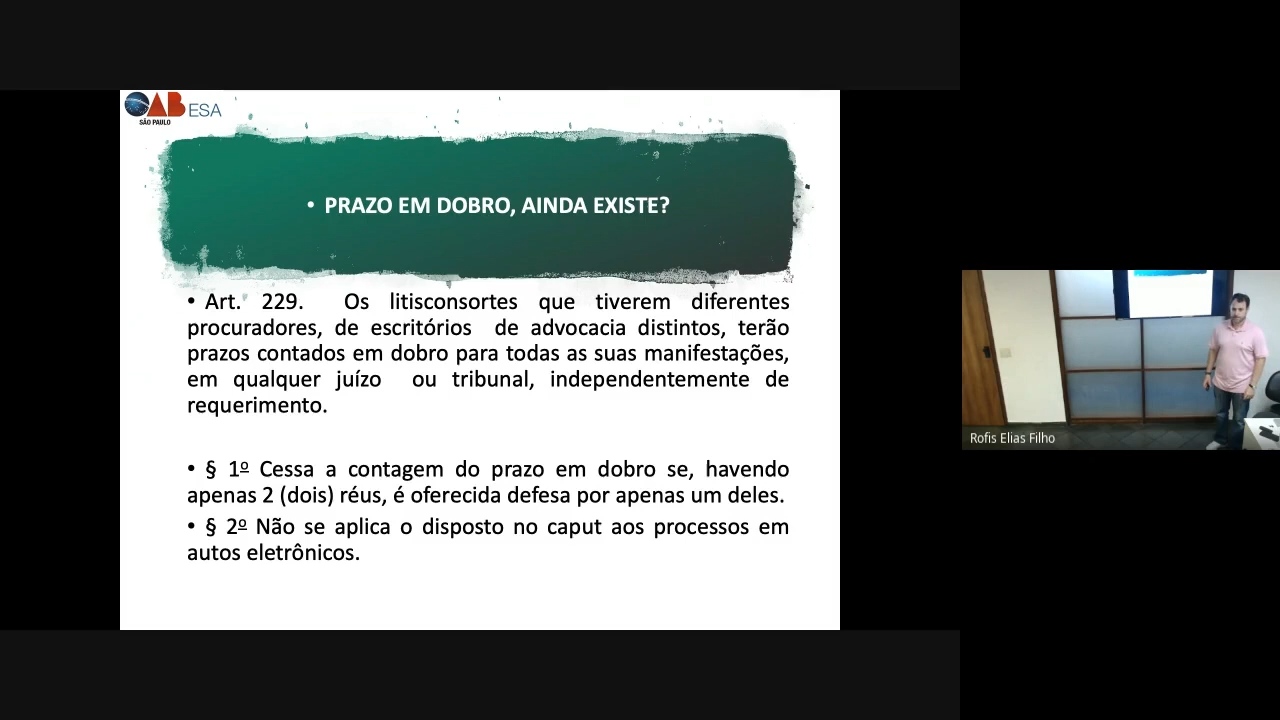 OAB ESA
SÃO PAULO
• PRAZO EM DOBRO, AINDA EXISTE?
• Art. 229. Os litisconsortes que tiverem diferentes
procuradores, de escritórios de advocacia distintos, terão
prazos contados em dobro para todas as suas manifestações,
em qualquer juízo ou tribunal, independentemente de
requerimento.
• § 1º Cessa a contagem do prazo em dobro se, havendo
apenas 2 (dois) réus, é oferecida defesa por apenas um deles.
• § 2º Não se aplica o disposto no caput aos processos em
autos eletrônicos.
Rofis Elias Filho